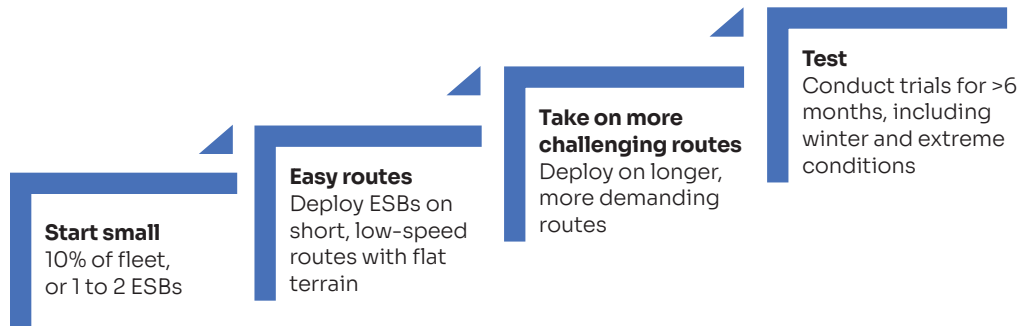 Start small
10% of fleet,
or 1 to 2 ESBs
Easy routes
Deploy ESBs on
short, low-speed
routes with flat
terrain
Take on more
challenging routes
Deploy on longer,
more demanding
routes
Test
Conduct trials for >6
months, including
winter and extreme
conditions